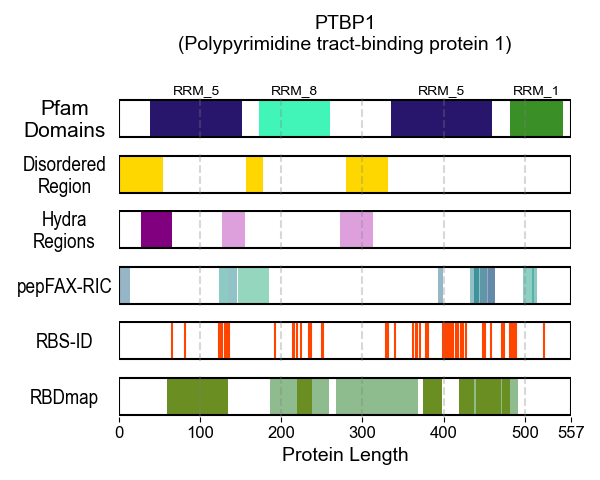 PTBP1
(Polypyrimidine tract-binding protein 1)
RRM_5 RRM_8 RRM_5 RRM_1
Pfam
Domains
Disordered
Region
Hydra
Regions
pepFAX-RIC
RBS-ID
RBDmap
0 100 200 300 400 500 557
Protein Length